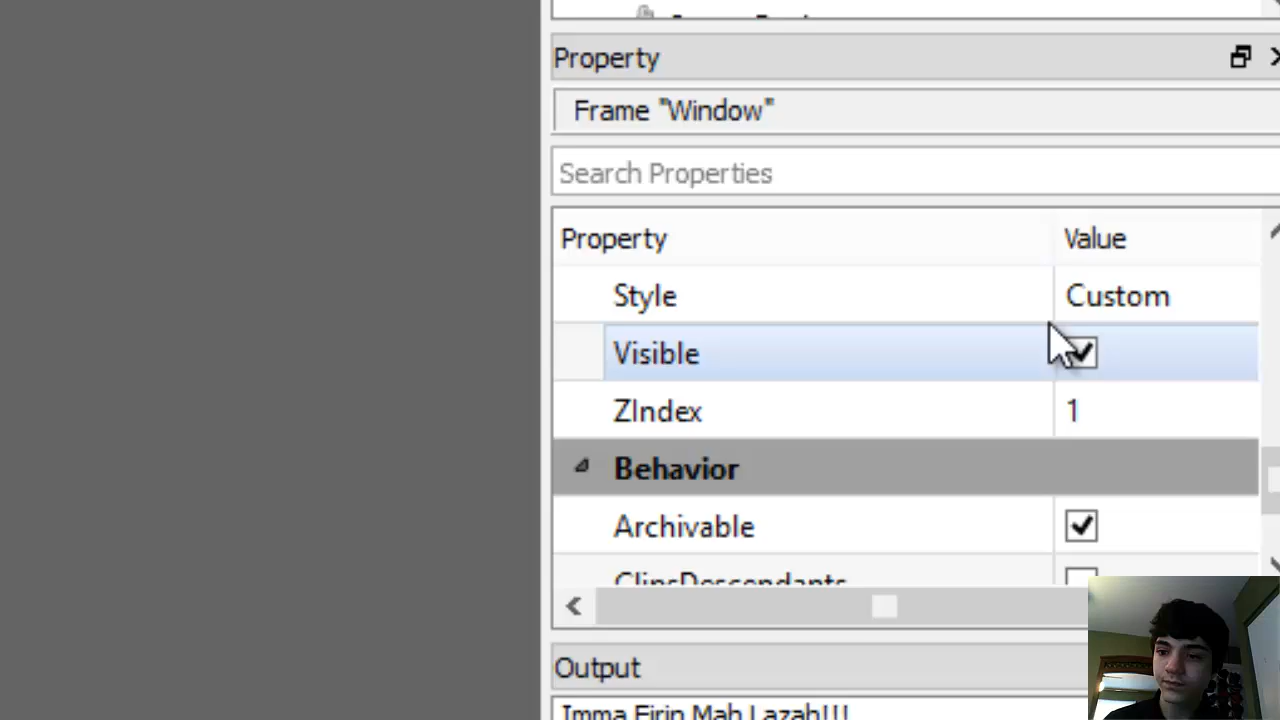 Property
Frame "Window"
Search Properties
Property Value
Style Custom
Visible
ZIndex 1
Behavior
Archivable
ClipsDescendants
Output
Imma Firin Mah Lazah!!!